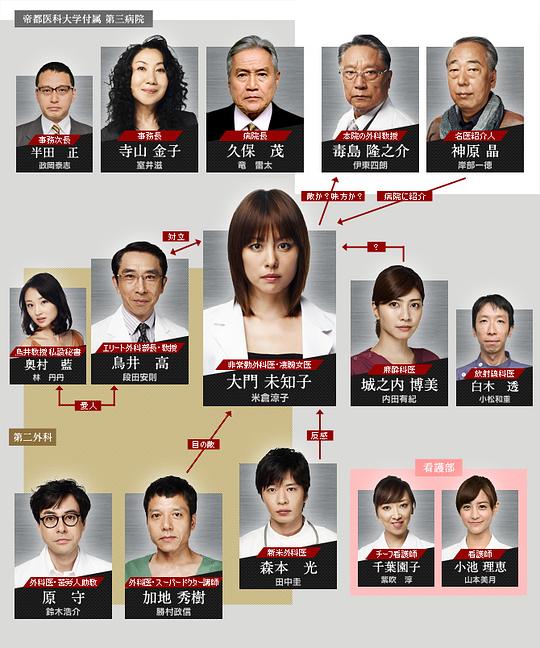 帝都医科大学付属 第三病院
事務次長
半田　正
政岡泰志
事務長
寺山 金子
室井滋
病院長
久保　茂
竜　雷太
本院の外科教授
毒島 隆之介
伊東四朗
名医紹介人
神原 晶
岸部一徳
敵か？味方か？
病院に紹介
対立
？
鳥井教授 私設秘書
奥村　藍
林　丹丹
エリート外科部長・教授
鳥井　高
段田安則
非常勤外科医・凄腕女医
大門 未知子
米倉涼子
麻酔科医
城之内 博美
内田有紀
放射線科医
白木　透
小松和重
愛人
第二外科
目の敵
反感
看護部
外科医・苦労人助教
原　守
鈴木浩介
外科医・スーパードクター講師
加地 秀樹
勝村政信
新米外科医
森本　光
田中圭
チーフ看護師
千葉園子
紫吹　淳
看護師
小池 理恵
山本美月